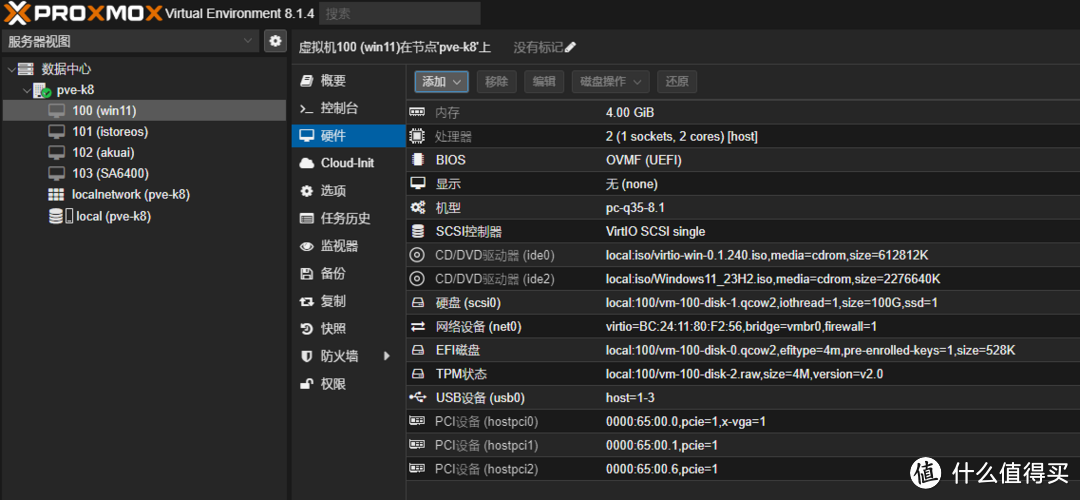 PROXMOX Virtual Environment 8.1.4 搜索
服务器视图
数据中心
pve-k8
100 (win11)
101 (istoreos)
102 (akuai)
103 (SA6400)
localnetwork (pve-k8)
local (pve-k8)
虚拟机100 (win11)在节点'pve-k8'上 没有标记
概要
控制台
硬件
Cloud-Init
选项
任务历史
监视器
备份
复制
快照
防火墙
权限
添加 移除 编辑 磁盘操作 还原
内存 4.00 GiB
处理器 2 (1 sockets, 2 cores) [host]
BIOS OVMF (UEFI)
显示 无 (none)
机型 pc-q35-8.1
SCSI控制器 VirtIO SCSI single
CD/DVD驱动器 (ide0) local:iso/virtio-win-0.1.240.iso,media=cdrom,size=612812K
CD/DVD驱动器 (ide2) local:iso/Windows11_23H2.iso,media=cdrom,size=2276640K
硬盘 (scsi0) local:100/vm-100-disk-1.qcow2,iothread=1,size=100G,ssd=1
网络设备 (net0) virtio=BC:24:11:80:F2:56,bridge=vmbr0,firewall=1
EFI磁盘 local:100/vm-100-disk-0.qcow2,efitype=4m,pre-enrolled-keys=1,size=528K
TPM状态 local:100/vm-100-disk-2.raw,size=4M,version=v2.0
USB设备 (usb0) host=1-3
PCI设备 (hostpci0) 0000:65:00.0,pcie=1,x-vga=1
PCI设备 (hostpci1) 0000:65:00.1,pcie=1
PCI设备 (hostpci2) 0000:65:00.6,pcie=1
值 什么值得买